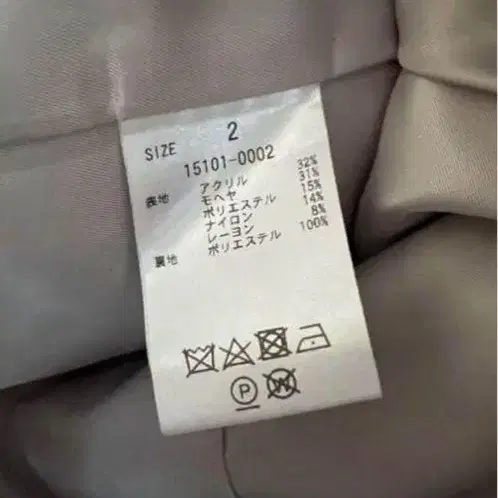 SIZE 2
15101-0002
表地 アクリル 32%
モヘヤ 31%
ポリエステル 15%
ナイロン 14%
レーヨン 8%
裏地 ポリエステル 100%
P W